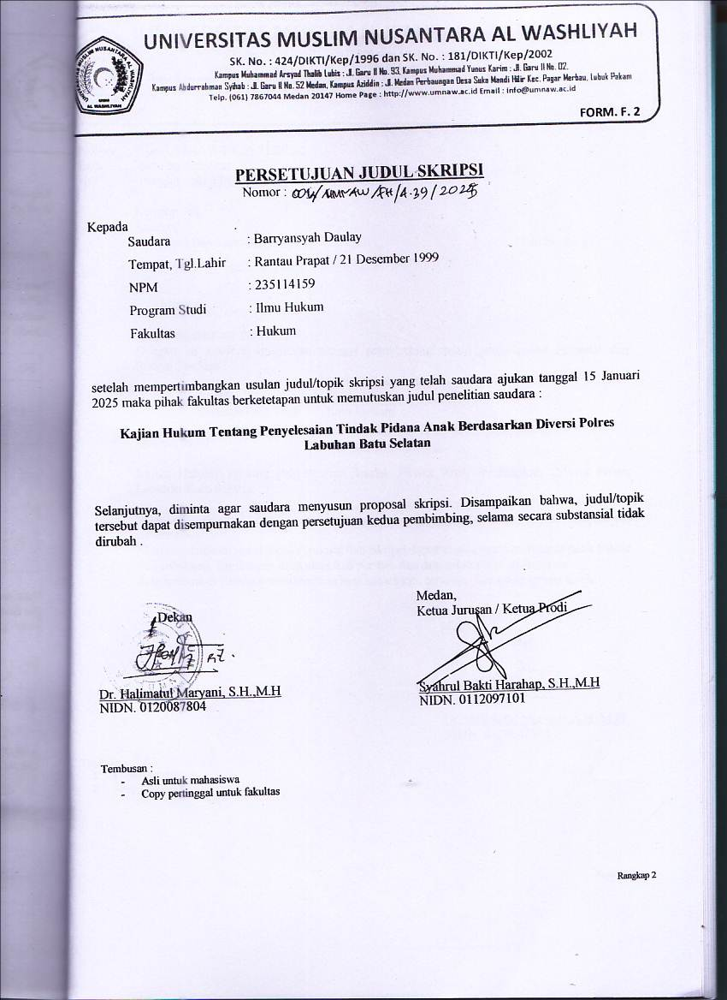 UNIVERSITAS MUSLIM NUSANTARA AL WASHLIYAH
SK. No. : 424/DIKTI/Kep/1996 dan SK. No. : 181/DIKTI/Kep/2002
Kampus Muhammad Arsyad Thalib Lubis : Jl. Garu II No. 93, Kampus Muhammad Yunus Karim : Jl. Garu II No. 02.
Kampus Abdurrahman Syihab : Jl. Garu II No. 52 Medan, Kampus Aziddin : Jl. Medan Perbaungan Desa Suka Mandi Hilir Kec. Pagar Merbau, Lubuk Pakam
Telp. (061) 7867044 Medan 20147 Home Page : http://www.umnaw.ac.id Email : info@umnaw.ac.id
UNIVERSITAS MUSLIM NUSANTARA AL WASHLIYAH
UMN
AL WASHLIYAH
FORM. F. 2
PERSETUJUAN JUDUL SKRIPSI
Nomor : /UMNAW/FH/A.39/2025
Kepada
Saudara : Barryansyah Daulay
Tempat, Tgl.Lahir : Rantau Prapat / 21 Desember 1999
NPM : 235114159
Program Studi : Ilmu Hukum
Fakultas : Hukum
setelah mempertimbangkan usulan judul/topik skripsi yang telah saudara ajukan tanggal 15 Januari
2025 maka pihak fakultas berketetapan untuk memutuskan judul penelitian saudara :
Kajian Hukum Tentang Penyelesaian Tindak Pidana Anak Berdasarkan Diversi Polres
Labuhan Batu Selatan
Selanjutnya, diminta agar saudara menyusun proposal skripsi. Disampaikan bahwa, judul/topik
tersebut dapat disempurnakan dengan persetujuan kedua pembimbing, selama secara substansial tidak
dirubah .
Medan,
Dekan
Ketua Jurusan / Ketua Prodi
Dr. Halimatul Maryani, S.H.,M.H
NIDN. 0120087804
Syahrul Bakti Harahap, S.H.,M.H
NIDN. 0112097101
Tembusan :
- Asli untuk mahasiswa
- Copy pertinggal untuk fakultas
Rangkap 2